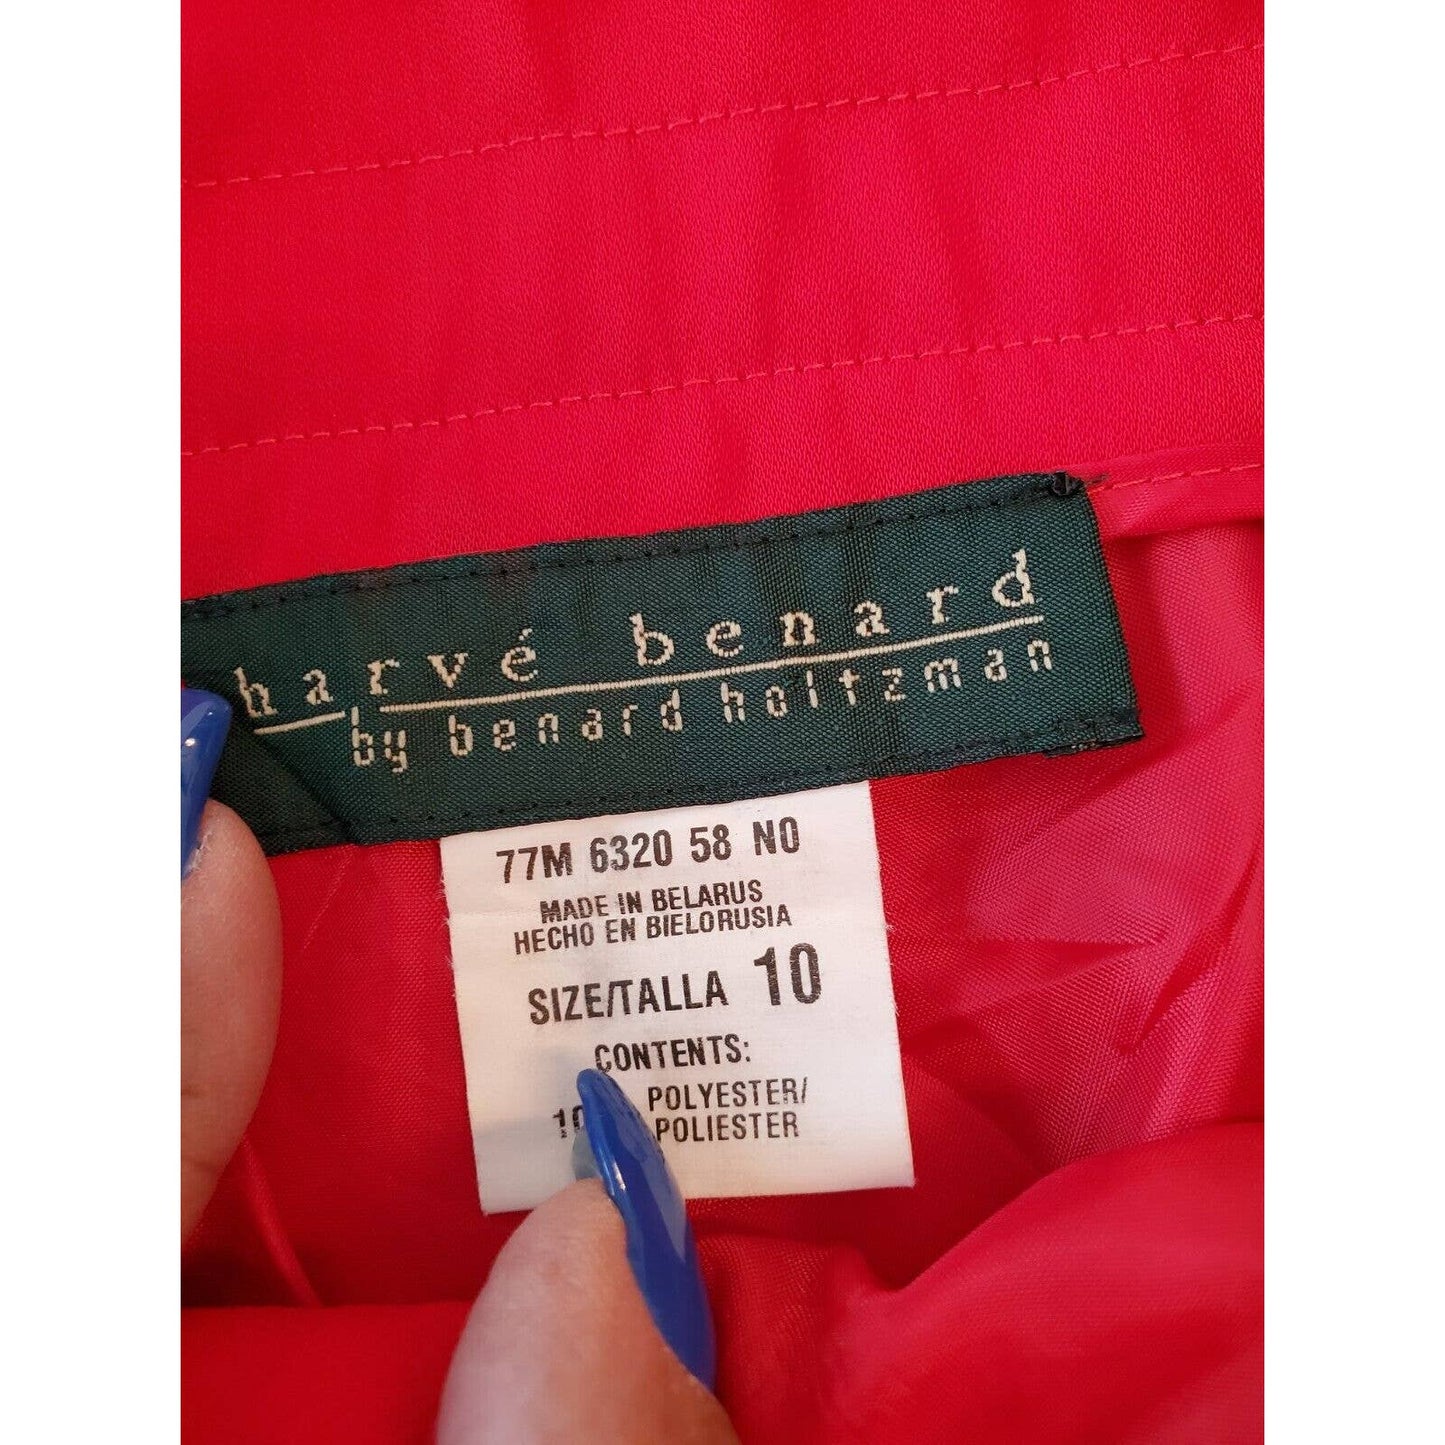 harvé benard
by benard holtzman
77M 6320 58 NO
MADE IN BELARUS
HECHO EN BIELORUSIA
SIZE/TALLA 10
CONTENTS:
POLYESTER/
POLIESTER